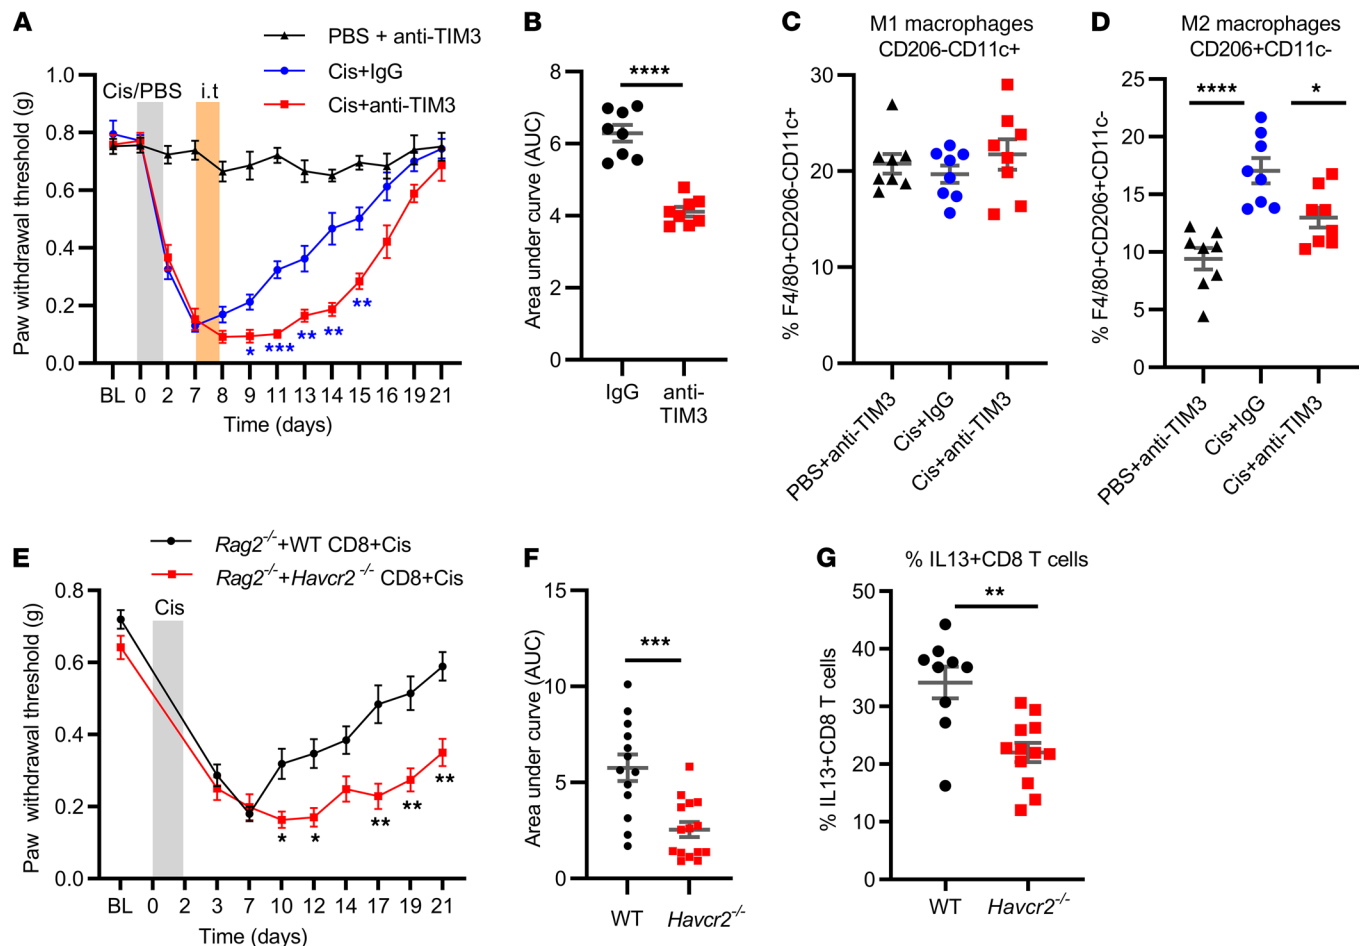 A
PBS + anti-TIM3
Cis+IgG
Cis+anti-TIM3
Cis/PBS
i.t
Paw withdrawal threshold (g)
1.0
0.8
0.6
0.4
0.2
0.0
* *** ** ** **
BL 0 2 7 8 9 11 13 14 15 16 19 21
Time (days)
B
****
Area under curve (AUC)
8
6
4
2
0
IgG
anti-
TIM3
C
M1 macrophages
CD206-CD11c+
% F4/80+CD206-CD11c+
30
20
10
0
PBS+anti-TIM3
Cis+IgG
Cis+anti-TIM3
D
M2 macrophages
CD206+CD11c-
**** *
% F4/80+CD206+CD11c-
25
20
15
10
5
0
PBS+anti-TIM3
Cis+IgG
Cis+anti-TIM3
E
Rag2-/-+WT CD8+Cis
Rag2-/-+Havcr2 -/- CD8+Cis
Cis
Paw withdrawal threshold (g)
0.8
0.6
0.4
0.2
0.0
* * ** ** **
BL 0 2 3 7 10 12 14 17 19 21
Time (days)
F
***
Area under curve (AUC)
15
10
5
0
WT Havcr2-/-
G
% IL13+CD8 T cells
**
% IL13+CD8 T cells
50
40
30
20
10
0
WT Havcr2-/-